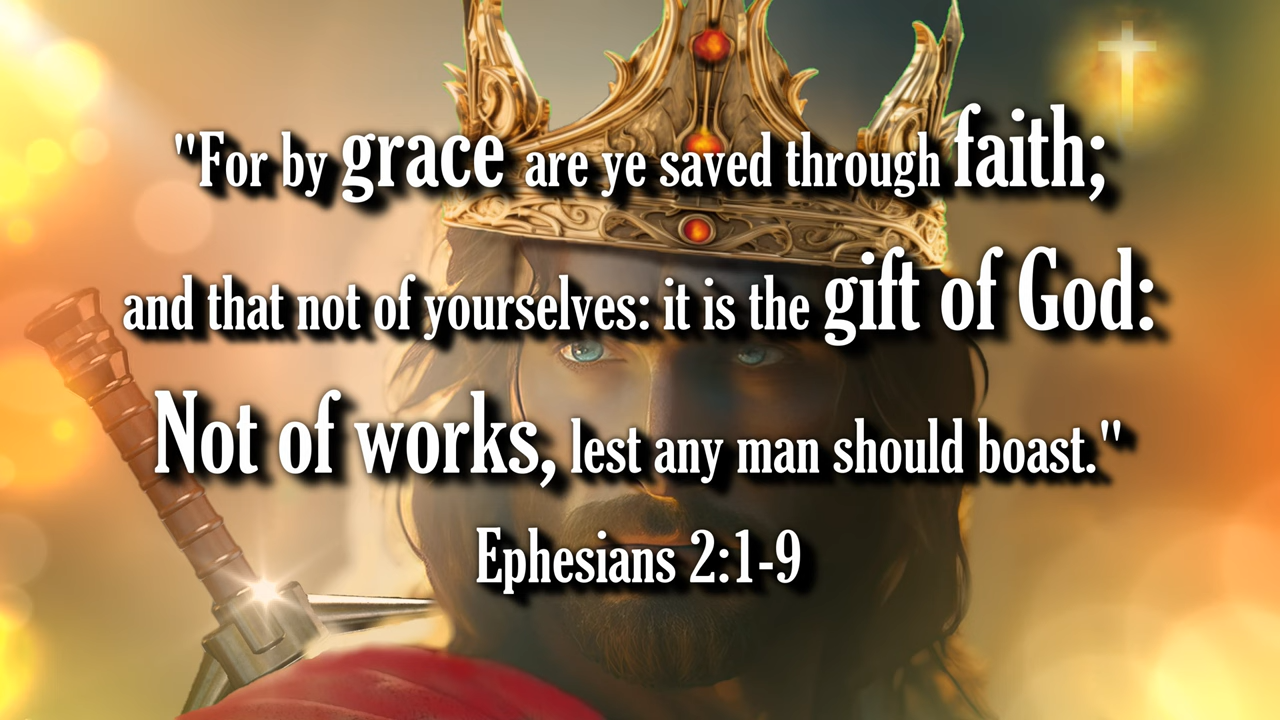 "For by grace are ye saved through faith;
and that not of yourselves: it is the gift of God:
Not of works, lest any man should boast."
Ephesians 2:1-9